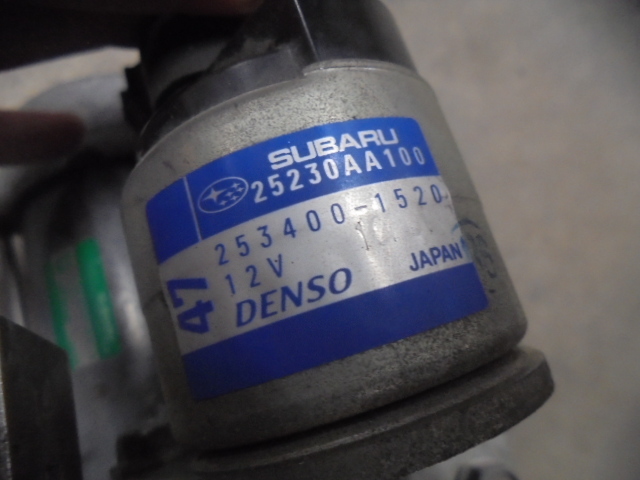 SUBARU
25230AA100
253400-1520
47
12V
DENSO
JAPAN